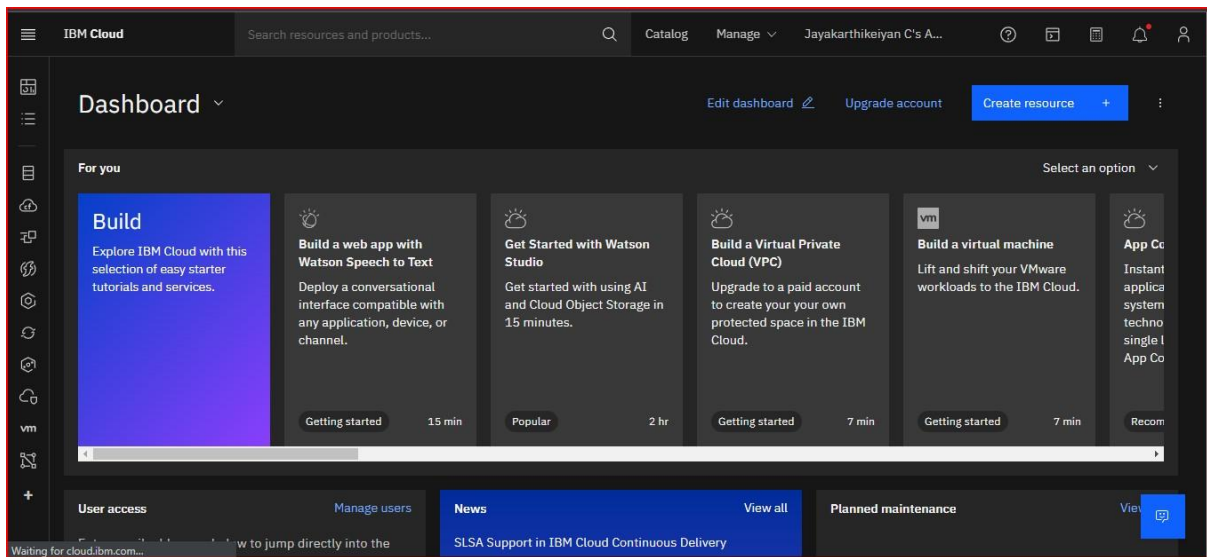 IBM Cloud
Search resources and products...
Catalog
Manage
Jayakarthikeiyan C's A...
Dashboard
Edit dashboard
Upgrade account
Create resource +
For you
Select an option
Build
Explore IBM Cloud with this
selection of easy starter
tutorials and services.
Build a web app with
Watson Speech to Text
Deploy a conversational
interface compatible with
any application, device, or
channel.
Getting started 15 min
Get Started with Watson
Studio
Get started with using AI
and Cloud Object Storage in
15 minutes.
Popular 2 hr
Build a Virtual Private
Cloud (VPC)
Upgrade to a paid account
to create your your own
protected space in the IBM
Cloud.
Getting started 7 min
vm
Build a virtual machine
Lift and shift your VMware
workloads to the IBM Cloud.
Getting started 7 min
App Co
Instant
applica
system
techno
single l
App Co
Recom
vm
User access
Manage users
w to jump directly into the
News
View all
SLSA Support in IBM Cloud Continuous Delivery
Planned maintenance
Waiting for cloud.ibm.com...